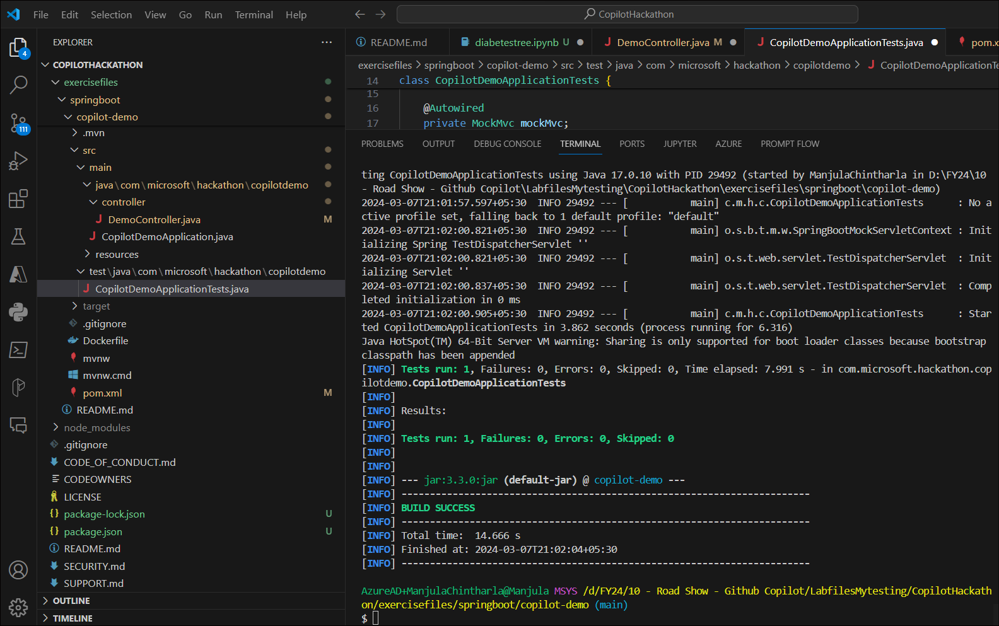 File Edit Selection View Go Run Terminal Help
CopilotHackathon
EXPLORER
4
111
COPILOTHACKATHON
exercisefiles
springboot
copilot-demo
.mvn
src
main
java\com\microsoft\hackathon\copilotdemo
controller
J DemoController.java M
J CopilotDemoApplication.java
resources
test\java\com\microsoft\hackathon\copilotdemo
J CopilotDemoApplicationTests.java
target
.gitignore
Dockerfile
mvnw
mvnw.cmd
pom.xml M
README.md
node_modules
.gitignore
CODE_OF_CONDUCT.md
CODEOWNERS
LICENSE
{} package-lock.json U
{} package.json U
README.md
SECURITY.md
SUPPORT.md
OUTLINE
TIMELINE
README.md
diabetestree.ipynb U
J DemoController.java M
J CopilotDemoApplicationTests.java
pom.x
exercisefiles > springboot > copilot-demo > src > test > java > com > microsoft > hackathon > copilotdemo > J CopilotDemoApplicationTe
14 class CopilotDemoApplicationTests {
15
16 @Autowired
17 private MockMvc mockMvc;
PROBLEMS OUTPUT DEBUG CONSOLE TERMINAL PORTS JUPYTER AZURE PROMPT FLOW
ting CopilotDemoApplicationTests using Java 17.0.10 with PID 29492 (started by ManjulaChintharla in D:\FY24\10
- Road Show - Github Copilot\LabfilesMytesting\CopilotHackathon\exercisefiles\springboot\copilot-demo)
2024-03-07T21:01:57.597+05:30  INFO 29492 --- [           main] c.m.h.c.CopilotDemoApplicationTests      : No a
ctive profile set, falling back to 1 default profile: "default"
2024-03-07T21:02:00.821+05:30  INFO 29492 --- [           main] o.s.b.t.m.w.SpringBootMockServletContext : Init
ializing Spring TestDispatcherServlet ''
2024-03-07T21:02:00.821+05:30  INFO 29492 --- [           main] o.s.t.web.servlet.TestDispatcherServlet  : Init
ializing Servlet ''
2024-03-07T21:02:00.837+05:30  INFO 29492 --- [           main] o.s.t.web.servlet.TestDispatcherServlet  : Comp
leted initialization in 0 ms
2024-03-07T21:02:00.905+05:30  INFO 29492 --- [           main] c.m.h.c.CopilotDemoApplicationTests      : Star
ted CopilotDemoApplicationTests in 3.862 seconds (process running for 6.316)
Java HotSpot(TM) 64-Bit Server VM warning: Sharing is only supported for boot loader classes because bootstrap
classpath has been appended
[INFO] Tests run: 1, Failures: 0, Errors: 0, Skipped: 0, Time elapsed: 7.991 s - in com.microsoft.hackathon.cop
ilotdemo.CopilotDemoApplicationTests
[INFO]
[INFO] Results:
[INFO]
[INFO] Tests run: 1, Failures: 0, Errors: 0, Skipped: 0
[INFO]
[INFO]
[INFO] --- jar:3.3.0:jar (default-jar) @ copilot-demo ---
[INFO] ------------------------------------------------------------------------
[INFO] BUILD SUCCESS
[INFO] ------------------------------------------------------------------------
[INFO] Total time:  14.666 s
[INFO] Finished at: 2024-03-07T21:02:04+05:30
[INFO] ------------------------------------------------------------------------
AzureAD+ManjulaChintharla@Manjula MSYS /d/FY24/10 - Road Show - Github Copilot/LabfilesMytesting/CopilotHackath
on/exercisefiles/springboot/copilot-demo (main)
$